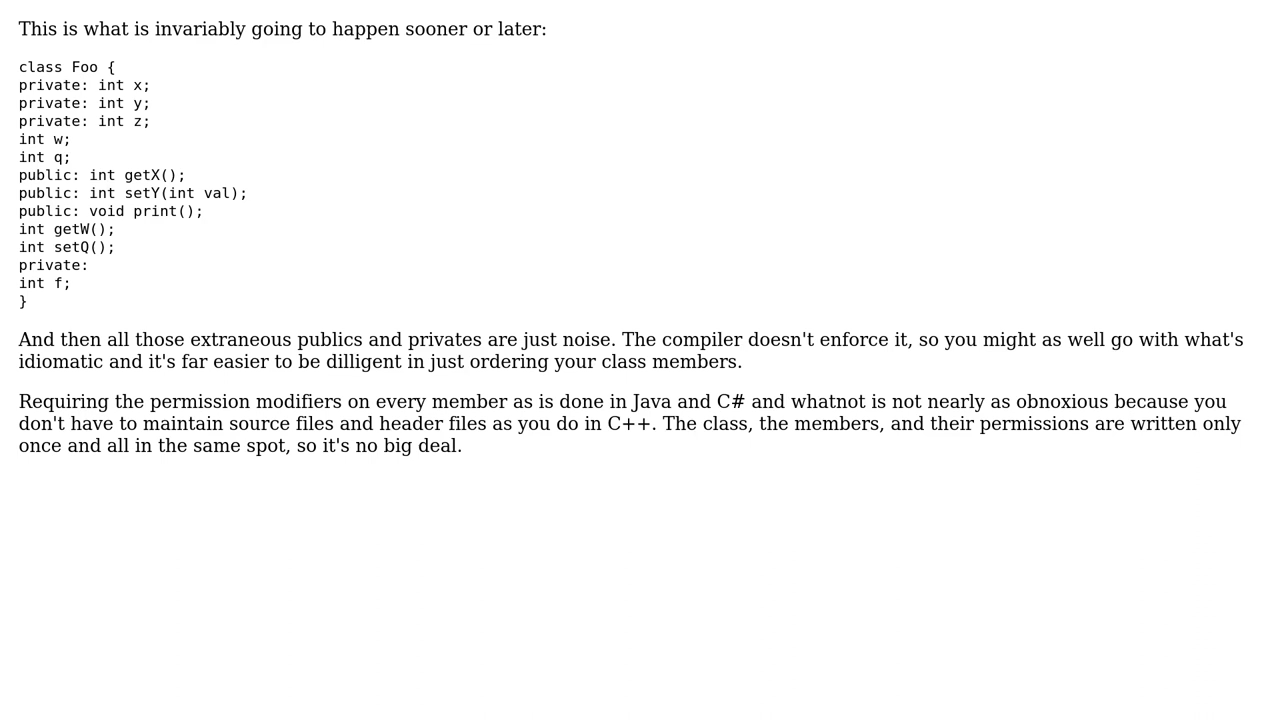 This is what is invariably going to happen sooner or later:
class Foo {
private: int x;
private: int y;
private: int z;
int w;
int q;
public: int getX();
public: int setY(int val);
public: void print();
int getW();
int setQ();
private:
int f;
}
And then all those extraneous publics and privates are just noise. The compiler doesn't enforce it, so you might as well go with what's
idiomatic and it's far easier to be dilligent in just ordering your class members.
Requiring the permission modifiers on every member as is done in Java and C# and whatnot is not nearly as obnoxious because you
don't have to maintain source files and header files as you do in C++. The class, the members, and their permissions are written only
once and all in the same spot, so it's no big deal.